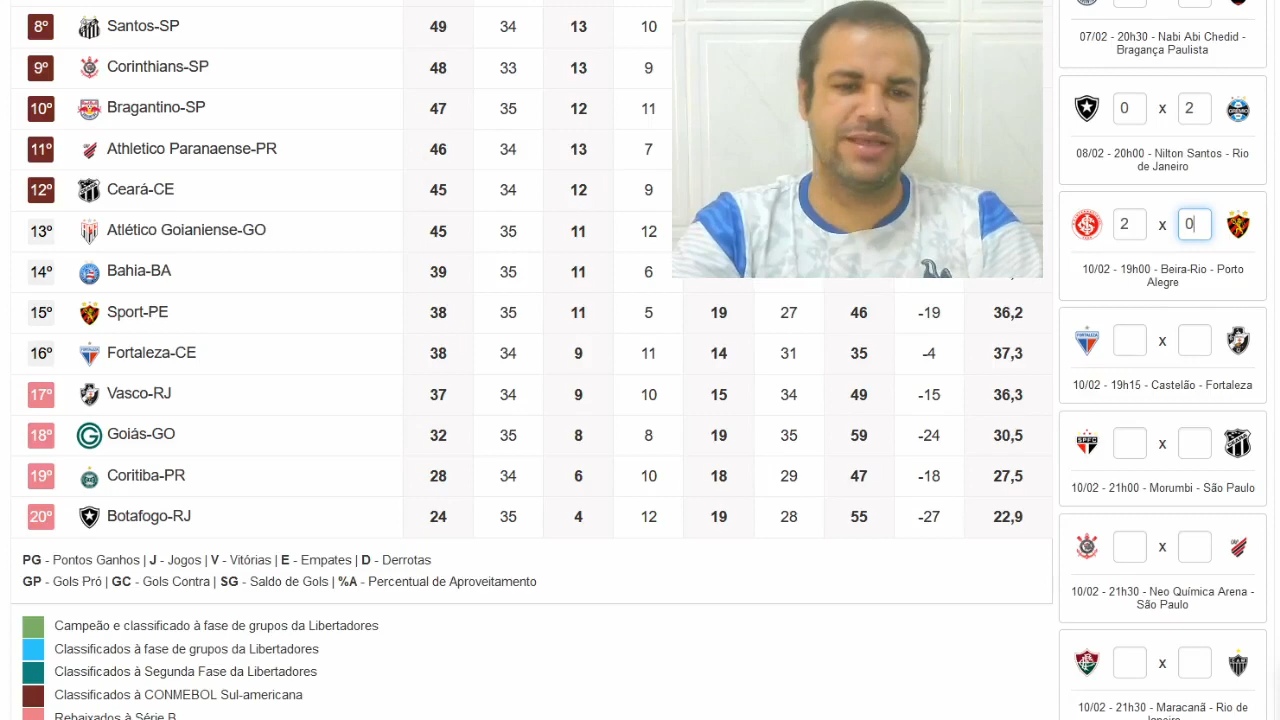 8º Santos-SP 49 34 13 10
9º Corinthians-SP 48 33 13 9
10º Bragantino-SP 47 35 12 11
11º Athletico Paranaense-PR 46 34 13 7
12º Ceará-CE 45 34 12 9
13º Atlético Goianiense-GO 45 35 11 12
14º Bahia-BA 39 35 11 6
15º Sport-PE 38 35 11 5 19 27 46 -19 36,2
16º Fortaleza-CE 38 34 9 11 14 31 35 -4 37,3
17º Vasco-RJ 37 34 9 10 15 34 49 -15 36,3
18º Goiás-GO 32 35 8 8 19 35 59 -24 30,5
19º Coritiba-PR 28 34 6 10 18 29 47 -18 27,5
20º Botafogo-RJ 24 35 4 12 19 28 55 -27 22,9
PG - Pontos Ganhos | J - Jogos | V - Vitórias | E - Empates | D - Derrotas
GP - Gols Pró | GC - Gols Contra | SG - Saldo de Gols | %A - Percentual de Aproveitamento
Campeão e classificado à fase de grupos da Libertadores
Classificados à fase de grupos da Libertadores
Classificados à Segunda Fase da Libertadores
Classificados à CONMEBOL Sul-americana
Rebaixados à Série B
07/02 - 20h30 - Nabi Abi Chedid -
Bragança Paulista
0 x 2
08/02 - 20h00 - Nilton Santos - Rio
de Janeiro
2 x 0
10/02 - 19h00 - Beira-Rio - Porto
Alegre
x
10/02 - 19h15 - Castelão - Fortaleza
x
10/02 - 21h00 - Morumbi - São Paulo
x
10/02 - 21h30 - Neo Química Arena -
São Paulo
x
10/02 - 21h30 - Maracanã - Rio de
Janeiro